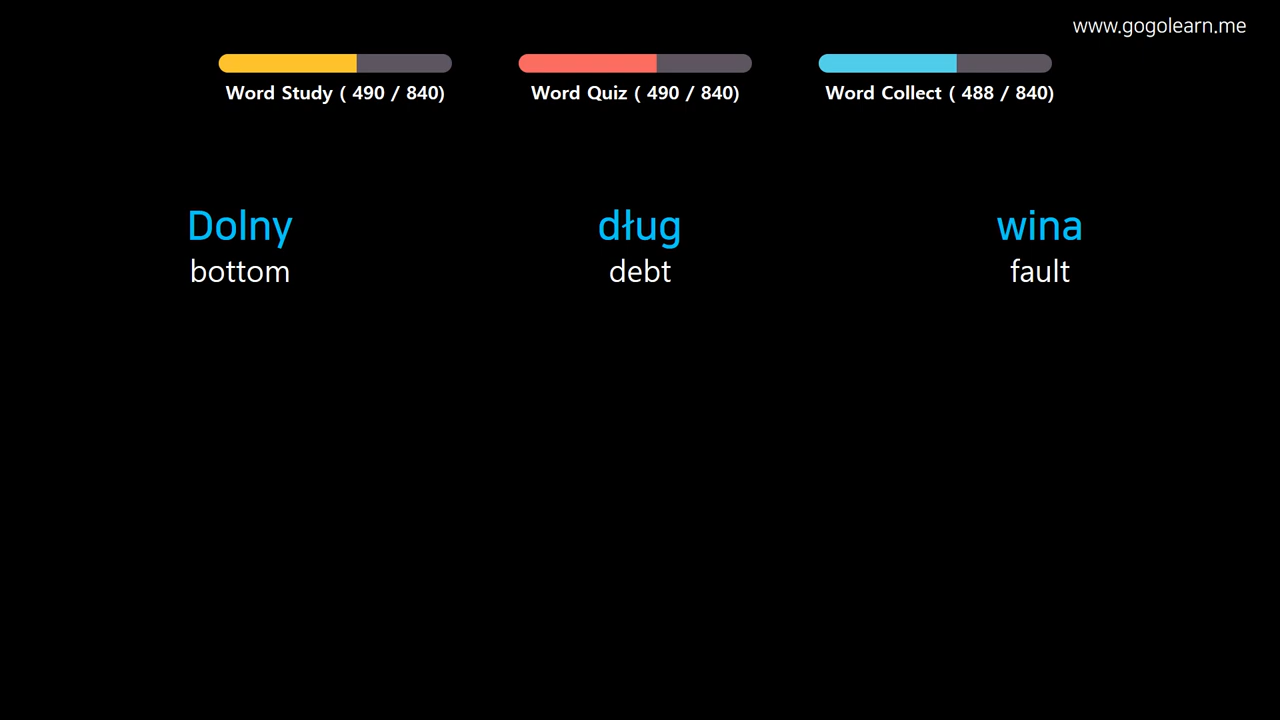 www.gogolearn.me
Word Study ( 490 / 840)
Word Quiz ( 490 / 840)
Word Collect ( 488 / 840)
Dolny
bottom
dług
debt
wina
fault